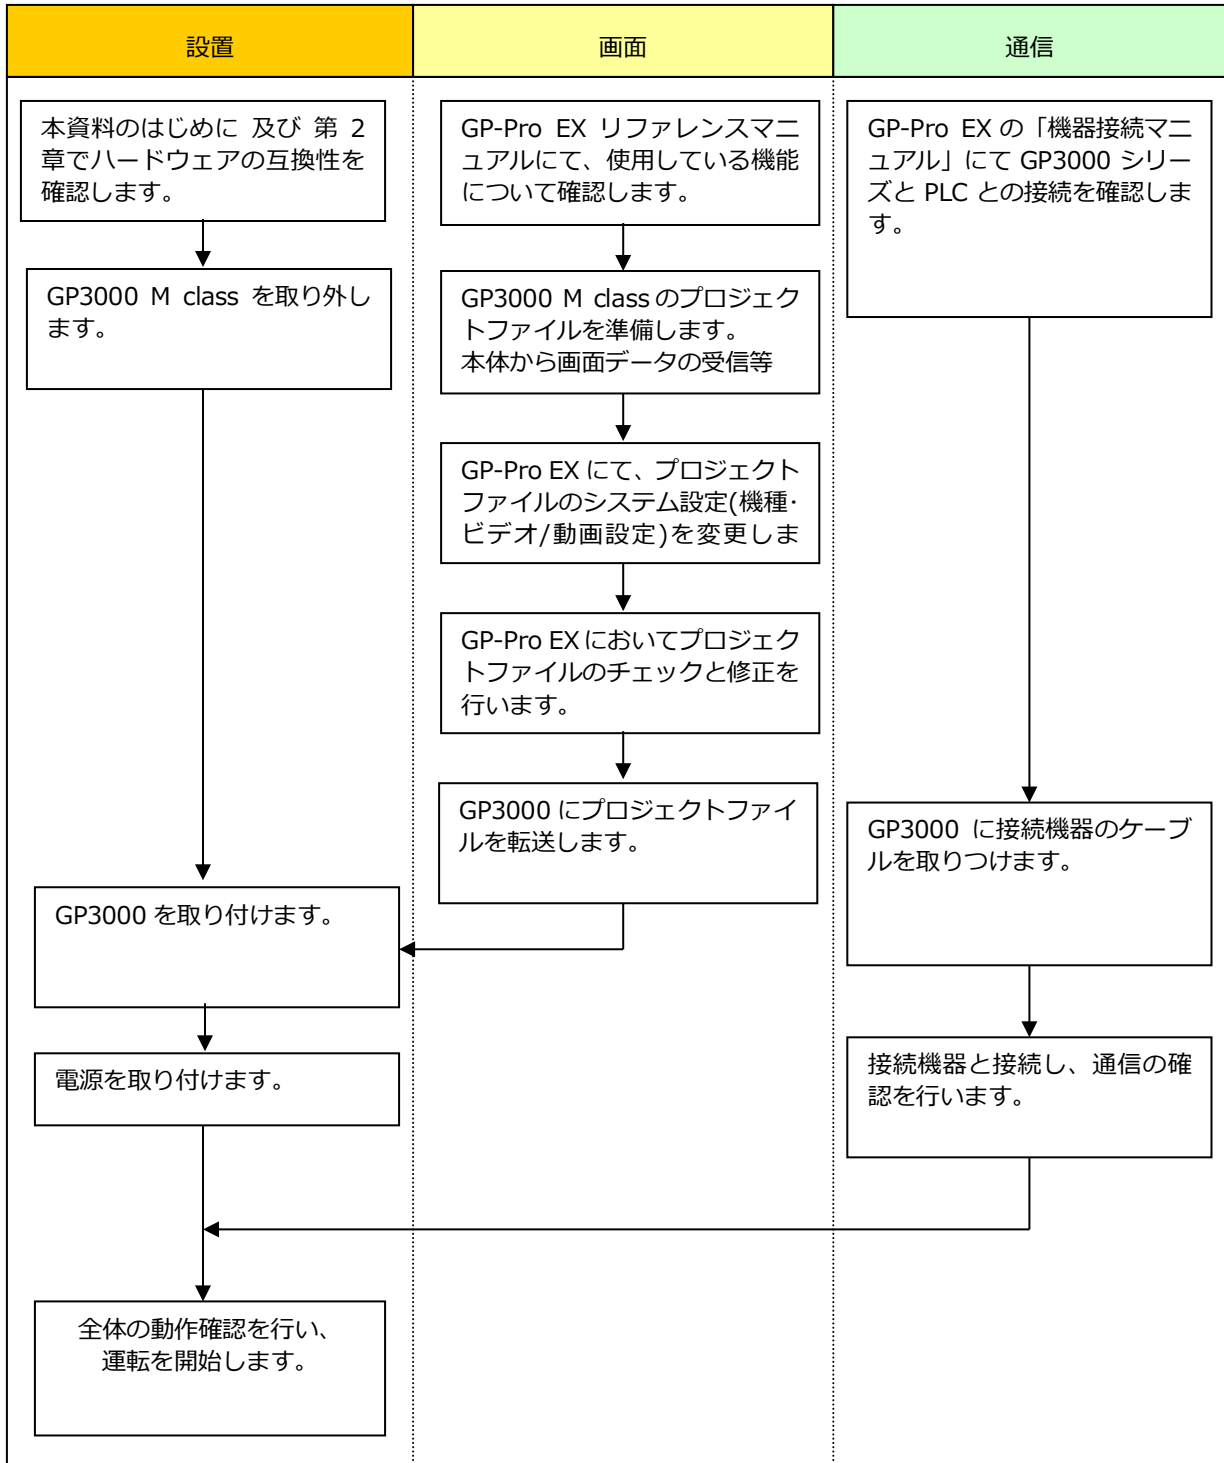 設置
画面
通信
本資料のはじめに 及び 第 2
章でハードウェアの互換性を
確認します。
GP3000 M class を取り外し
ます。
GP3000 を取り付けます。
電源を取り付けます。
全体の動作確認を行い、
運転を開始します。
GP-Pro EX リファレンスマニ
ュアルにて、使用している機能
について確認します。
GP3000 M class のプロジェク
トファイルを準備します。
本体から画面データの受信等
GP-Pro EX にて、プロジェクト
ファイルのシステム設定(機種・
ビデオ/動画設定)を変更しま
GP-Pro EX においてプロジェク
トファイルのチェックと修正を
行います。
GP3000 にプロジェクトファイ
ルを転送します。
GP-Pro EX の「機器接続マニ
ュアル」にて GP3000 シリー
ズと PLC との接続を確認しま
す。
GP3000 に接続機器のケーブ
ルを取りつけます。
接続機器と接続し、通信の確
認を行います。